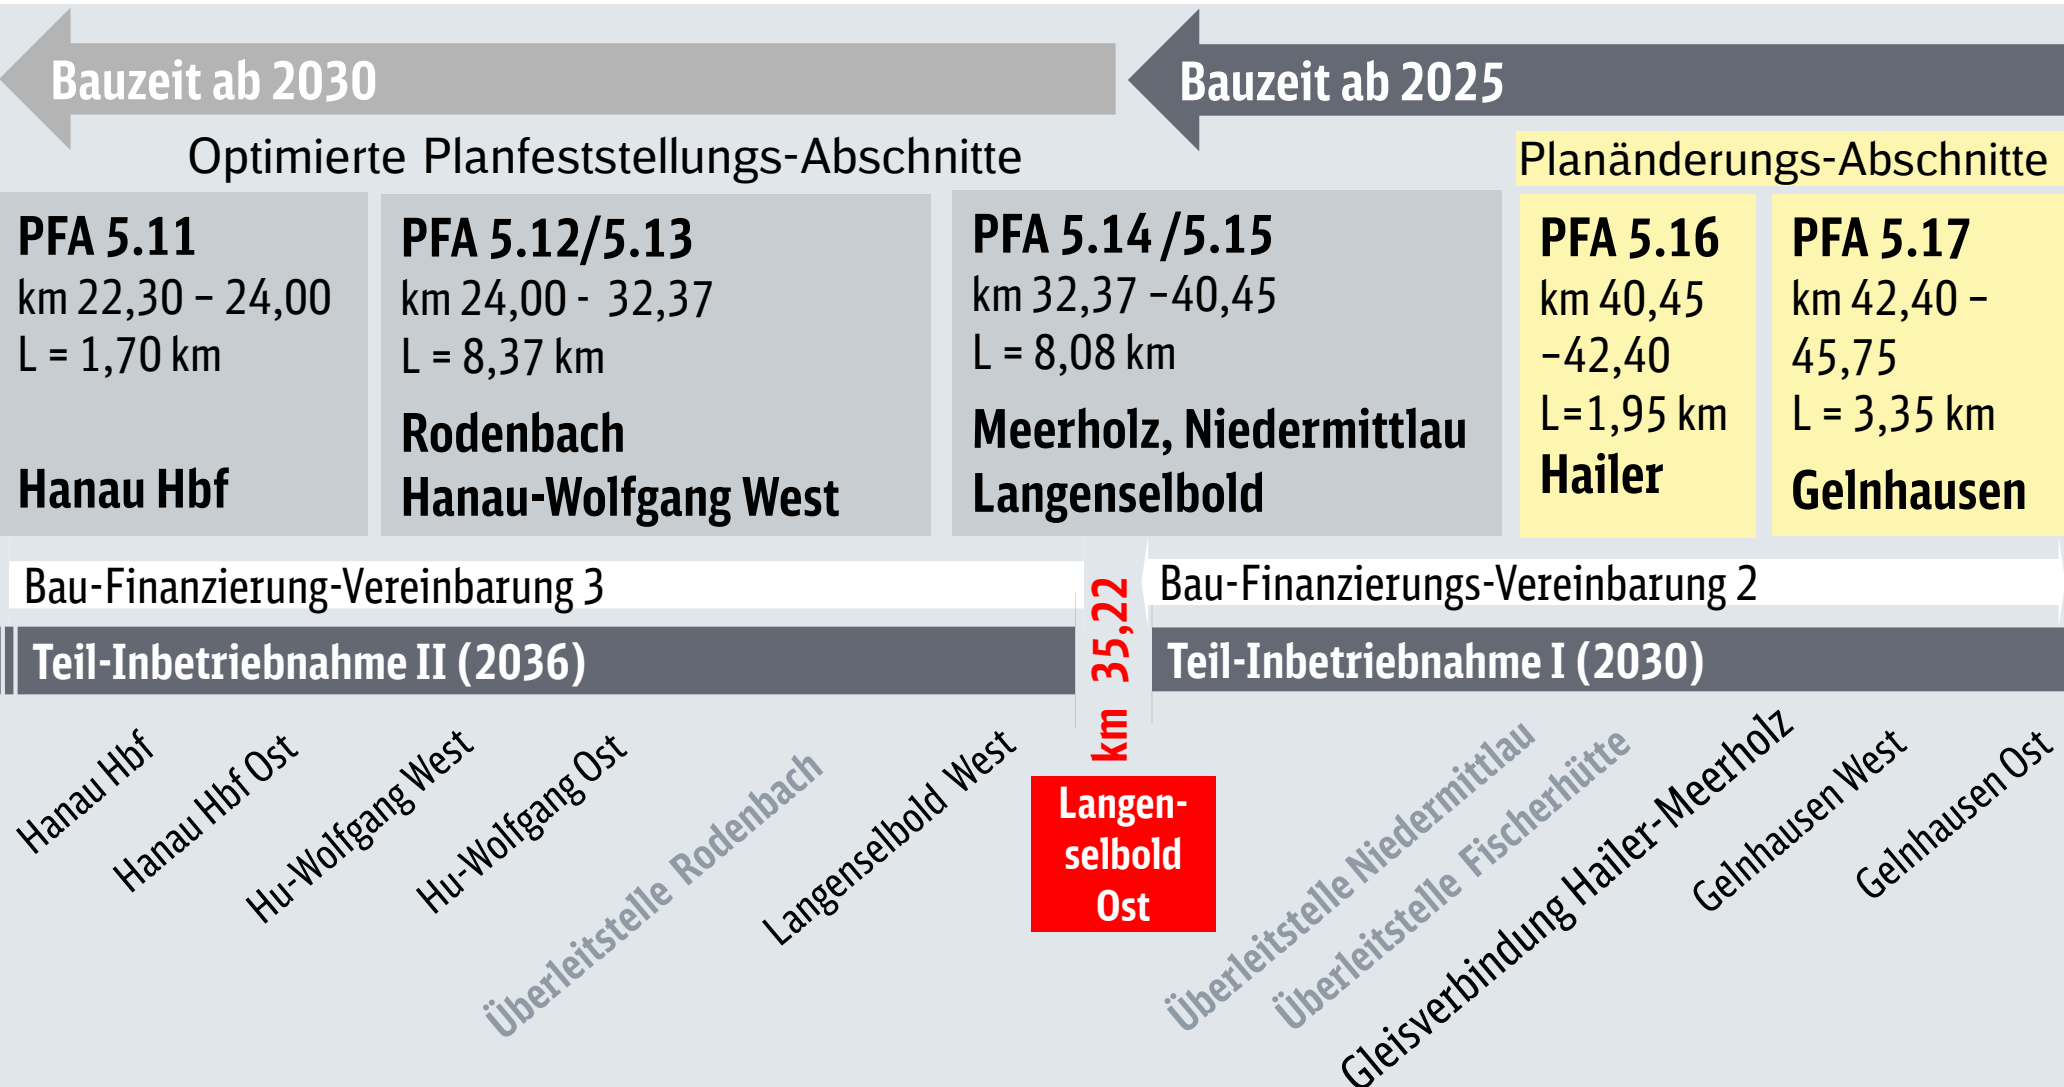 Bauzeit ab 2030
Bauzeit ab 2025
Optimierte Planfeststellungs-Abschnitte
Planänderungs-Abschnitte
PFA 5.11
km 22,30 – 24,00
L = 1,70 km
Hanau Hbf
PFA 5.12/5.13
km 24,00 - 32,37
L = 8,37 km
Rodenbach
Hanau-Wolfgang West
PFA 5.14 /5.15
km 32,37 –40,45
L = 8,08 km
Meerholz, Niedermittlau
Langenselbold
PFA 5.16
km 40,45
–42,40
L=1,95 km
Hailer
PFA 5.17
km 42,40 –
45,75
L = 3,35 km
Gelnhausen
Bau-Finanzierung-Vereinbarung 3
km 35,22
Bau-Finanzierungs-Vereinbarung 2
Teil-Inbetriebnahme II (2036)
Teil-Inbetriebnahme I (2030)
Hanau Hbf
Hanau Hbf Ost
Hu-Wolfgang West
Hu-Wolfgang Ost
Überleitstelle Rodenbach
Langenselbold West
Langen-
selbold
Ost
Überleitstelle Niedermittlau
Überleitstelle Fischerhütte
Gleisverbindung Hailer-Meerholz
Gelnhausen West
Gelnhausen Ost